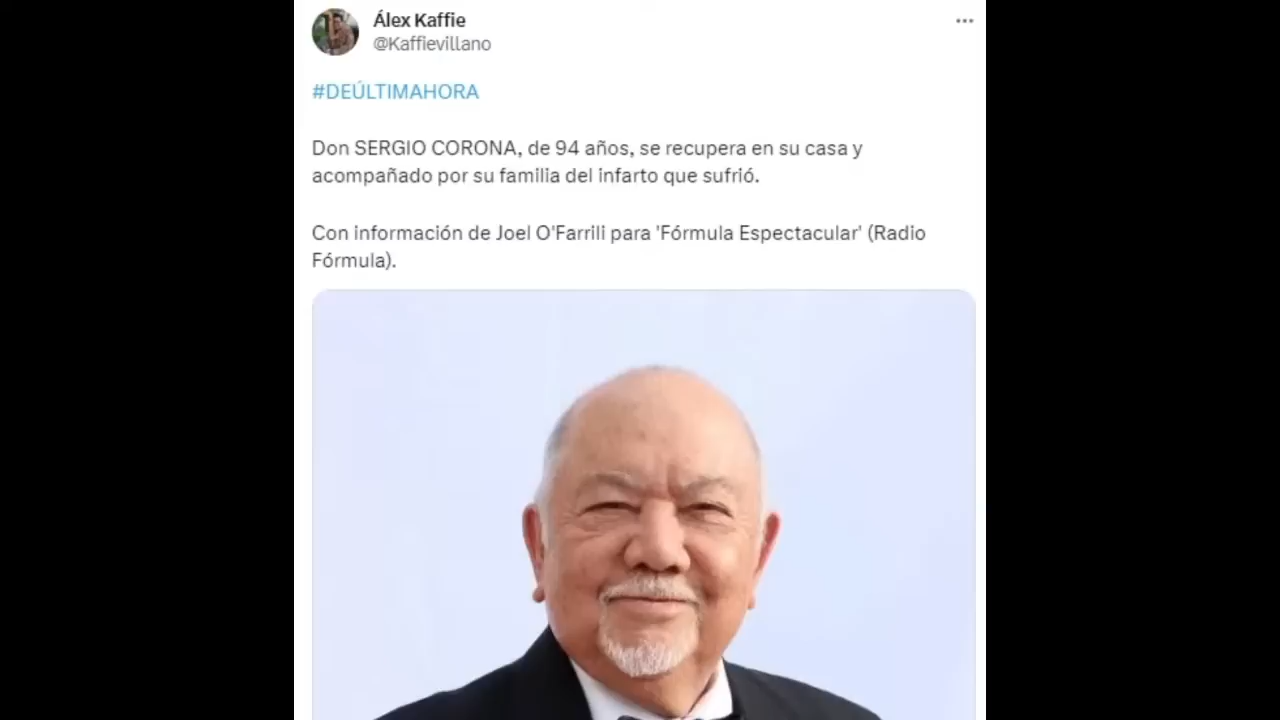 Álex Kaffie
@Kaffievillano
#DEÚLTIMAHORA
Don SERGIO CORONA, de 94 años, se recupera en su casa y
acompañado por su familia del infarto que sufrió.
Con información de Joel O'Farrili para 'Fórmula Espectacular' (Radio
Fórmula).